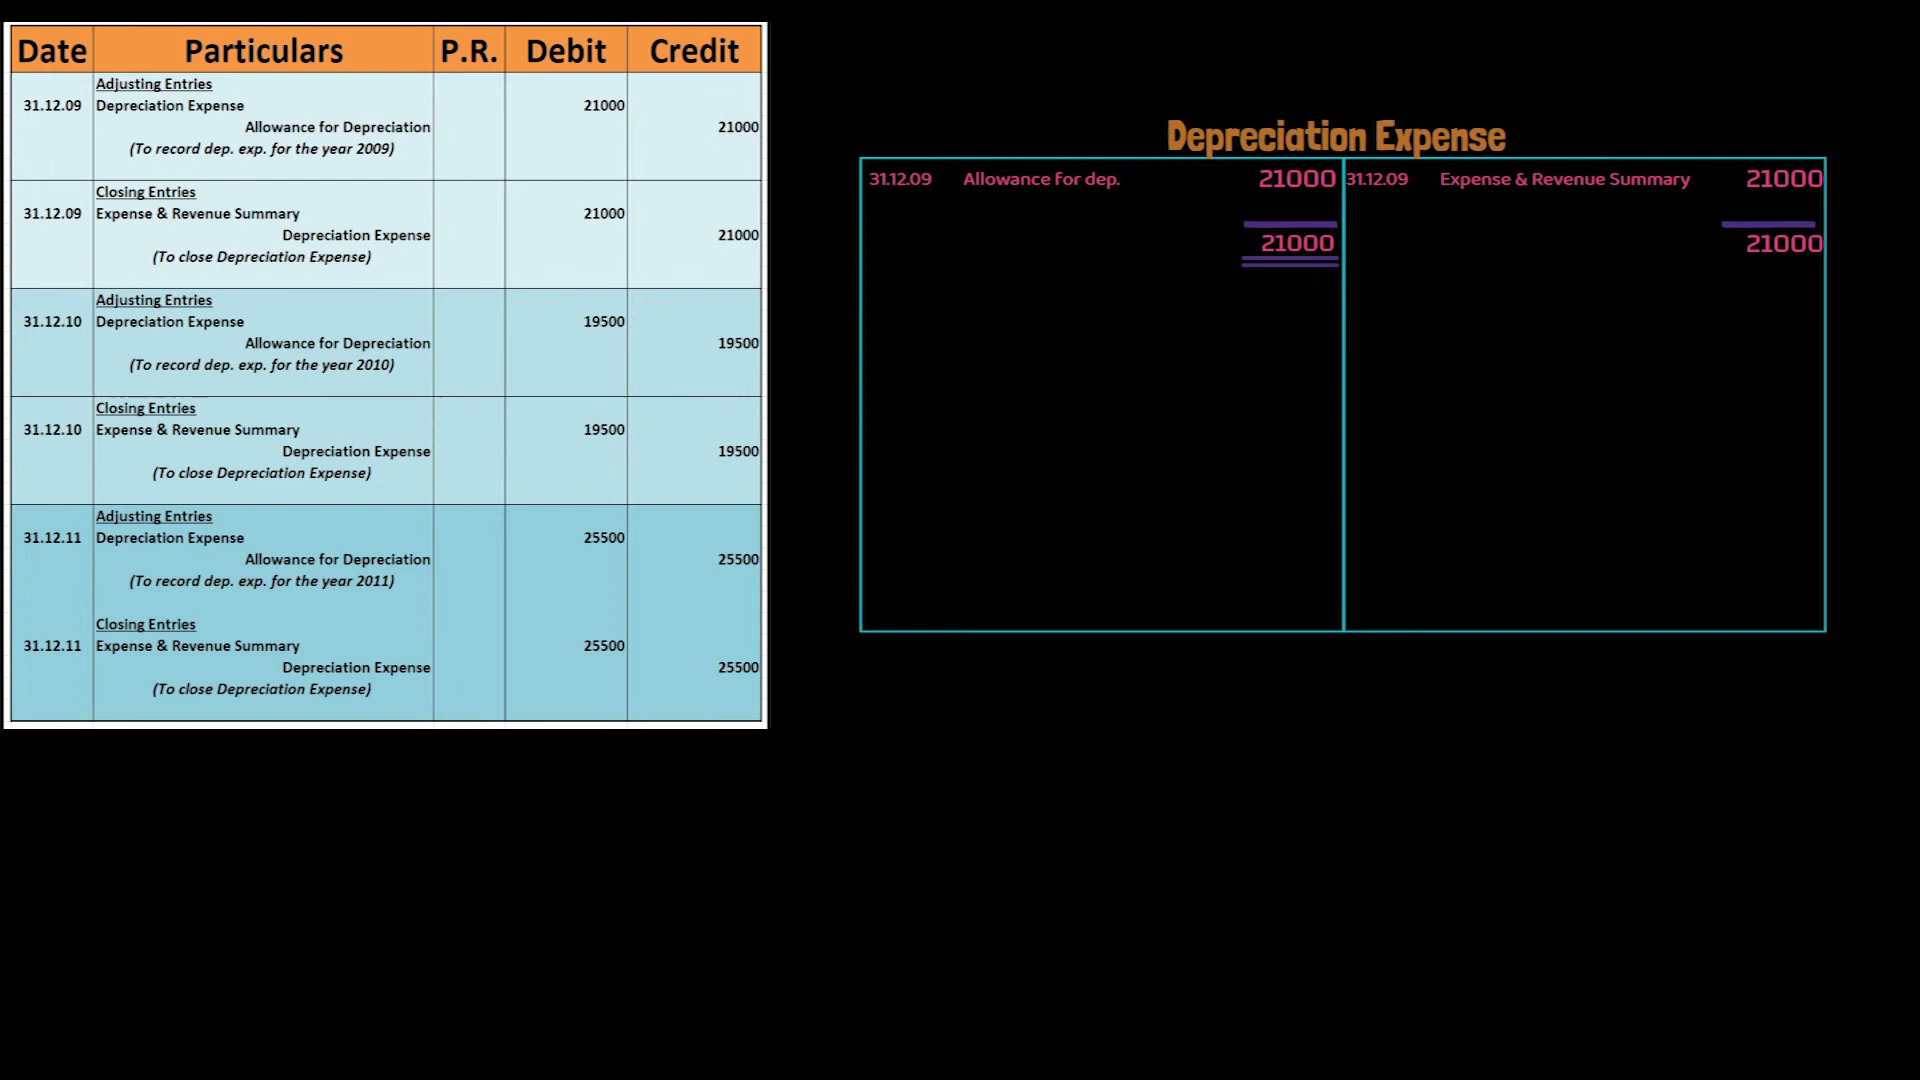 Date Particulars P.R. Debit Credit
Adjusting Entries
31.12.09 Depreciation Expense 21000
Allowance for Depreciation 21000
(To record dep. exp. for the year 2009)
Closing Entries
31.12.09 Expense & Revenue Summary 21000
Depreciation Expense 21000
(To close Depreciation Expense)
Adjusting Entries
31.12.10 Depreciation Expense 19500
Allowance for Depreciation 19500
(To record dep. exp. for the year 2010)
Closing Entries
31.12.10 Expense & Revenue Summary 19500
Depreciation Expense 19500
(To close Depreciation Expense)
Adjusting Entries
31.12.11 Depreciation Expense 25500
Allowance for Depreciation 25500
(To record dep. exp. for the year 2011)
Closing Entries
31.12.11 Expense & Revenue Summary 25500
Depreciation Expense 25500
(To close Depreciation Expense)
Depreciation Expense
31.12.09 Allowance for dep. 21000 31.12.09 Expense & Revenue Summary 21000
21000 21000